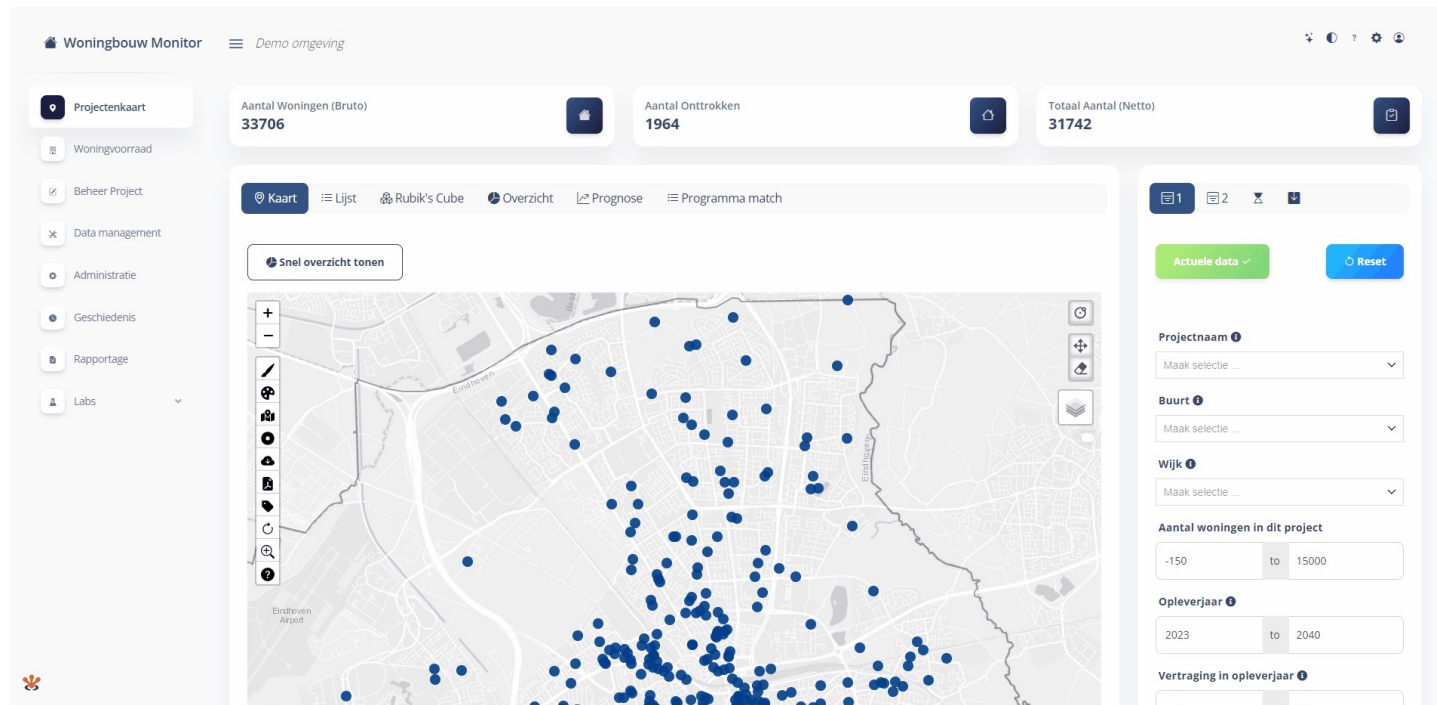 Woningbouw Monitor
Demo omgeving
?
Projectenkaart
Woningvoorraad
Beheer Project
Data management
Administratie
Geschiedenis
Rapportage
Labs
Aantal Woningen (Bruto)
33706
Aantal Onttrokken
1964
Totaal Aantal (Netto)
31742
Kaart Lijst Rubik's Cube Overzicht Prognose Programma match
Snel overzicht tonen
+
−
?
Eindhoven
Eindhoven
Eindhoven
Airport
1 2
Actuele data ✓
Reset
Projectnaam
Maak selectie ...
Buurt
Maak selectie ...
Wijk
Maak selectie ...
Aantal woningen in dit project
-150 to 15000
Opleverjaar
2023 to 2040
Vertraging in opleverjaar